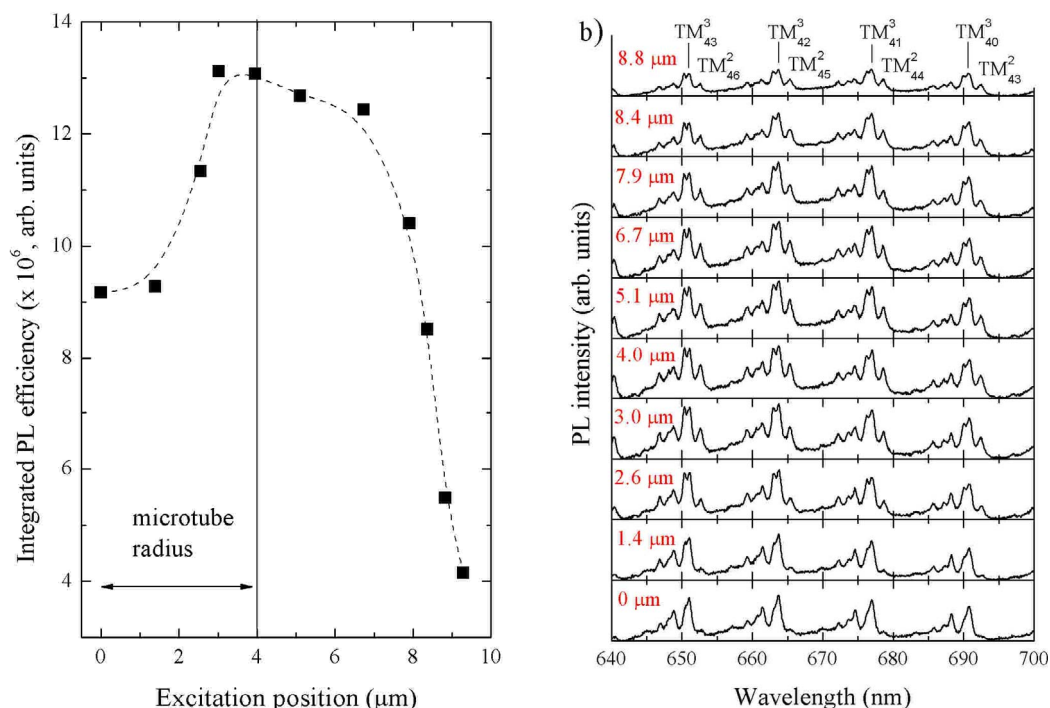 14
12
10
8
6
4
Integrated PL efficiency (x 10⁶, arb. units)
microtube
radius
0 2 4 6 8 10
Excitation position (μm)
b)
TM³₄₃ TM³₄₂ TM³₄₁ TM³₄₀
TM²₄₆ TM²₄₅ TM²₄₄ TM²₄₃
8.8 μm
8.4 μm
7.9 μm
6.7 μm
5.1 μm
4.0 μm
3.0 μm
2.6 μm
1.4 μm
0 μm
PL intensity (arb. units)
640 650 660 670 680 690 700
Wavelength (nm)